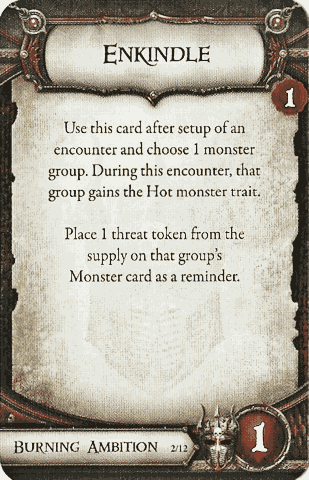 ENKINDLE
1
Use this card after setup of an
encounter and choose 1 monster
group. During this encounter, that
group gains the Hot monster trait.
Place 1 threat token from the
supply on that group's
Monster card as a reminder.
BURNING AMBITION 2/12
1